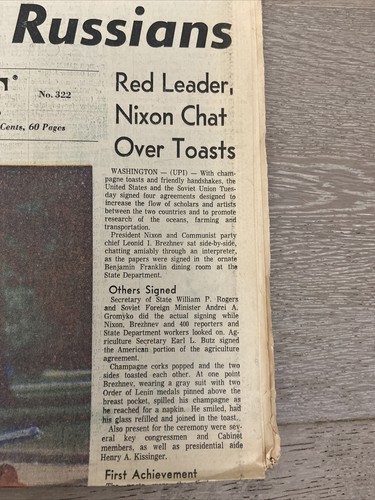 Russians
T®
No. 322
Cents, 60 Pages
Red Leader,
Nixon Chat
Over Toasts
WASHINGTON — (UPI) — With cham-
pagne toasts and friendly handshakes, the
United States and the Soviet Union Tues-
day signed four agreements designed to
increase the flow of scholars and artists
between the two countries and to promote
research of the oceans, farming and
transportation.
President Nixon and Communist party
chief Leonid I. Brezhnev sat side-by-side,
chatting amiably through an interpreter,
as the papers were signed in the ornate
Benjamin Franklin dining room at the
State Department.
Others Signed
Secretary of State William P. Rogers
and Soviet Foreign Minister Andrei A.
Gromyko did the actual signing while
Nixon, Brezhnev and 400 reporters and
State Department workers looked on. Ag-
riculture Secretary Earl L. Butz signed
the American portion of the agriculture
agreement.
Champagne corks popped and the two
sides toasted each other. At one point
Brezhnev, wearing a gray suit with two
Order of Lenin medals pinned above the
breast pocket, spilled his champagne as
he reached for a napkin. He smiled, had
his glass refilled and joined in the toast.
Also present for the ceremony were sev-
eral key congressmen and Cabinet
members, as well as presidential aide
Henry A. Kissinger.
First Achievement